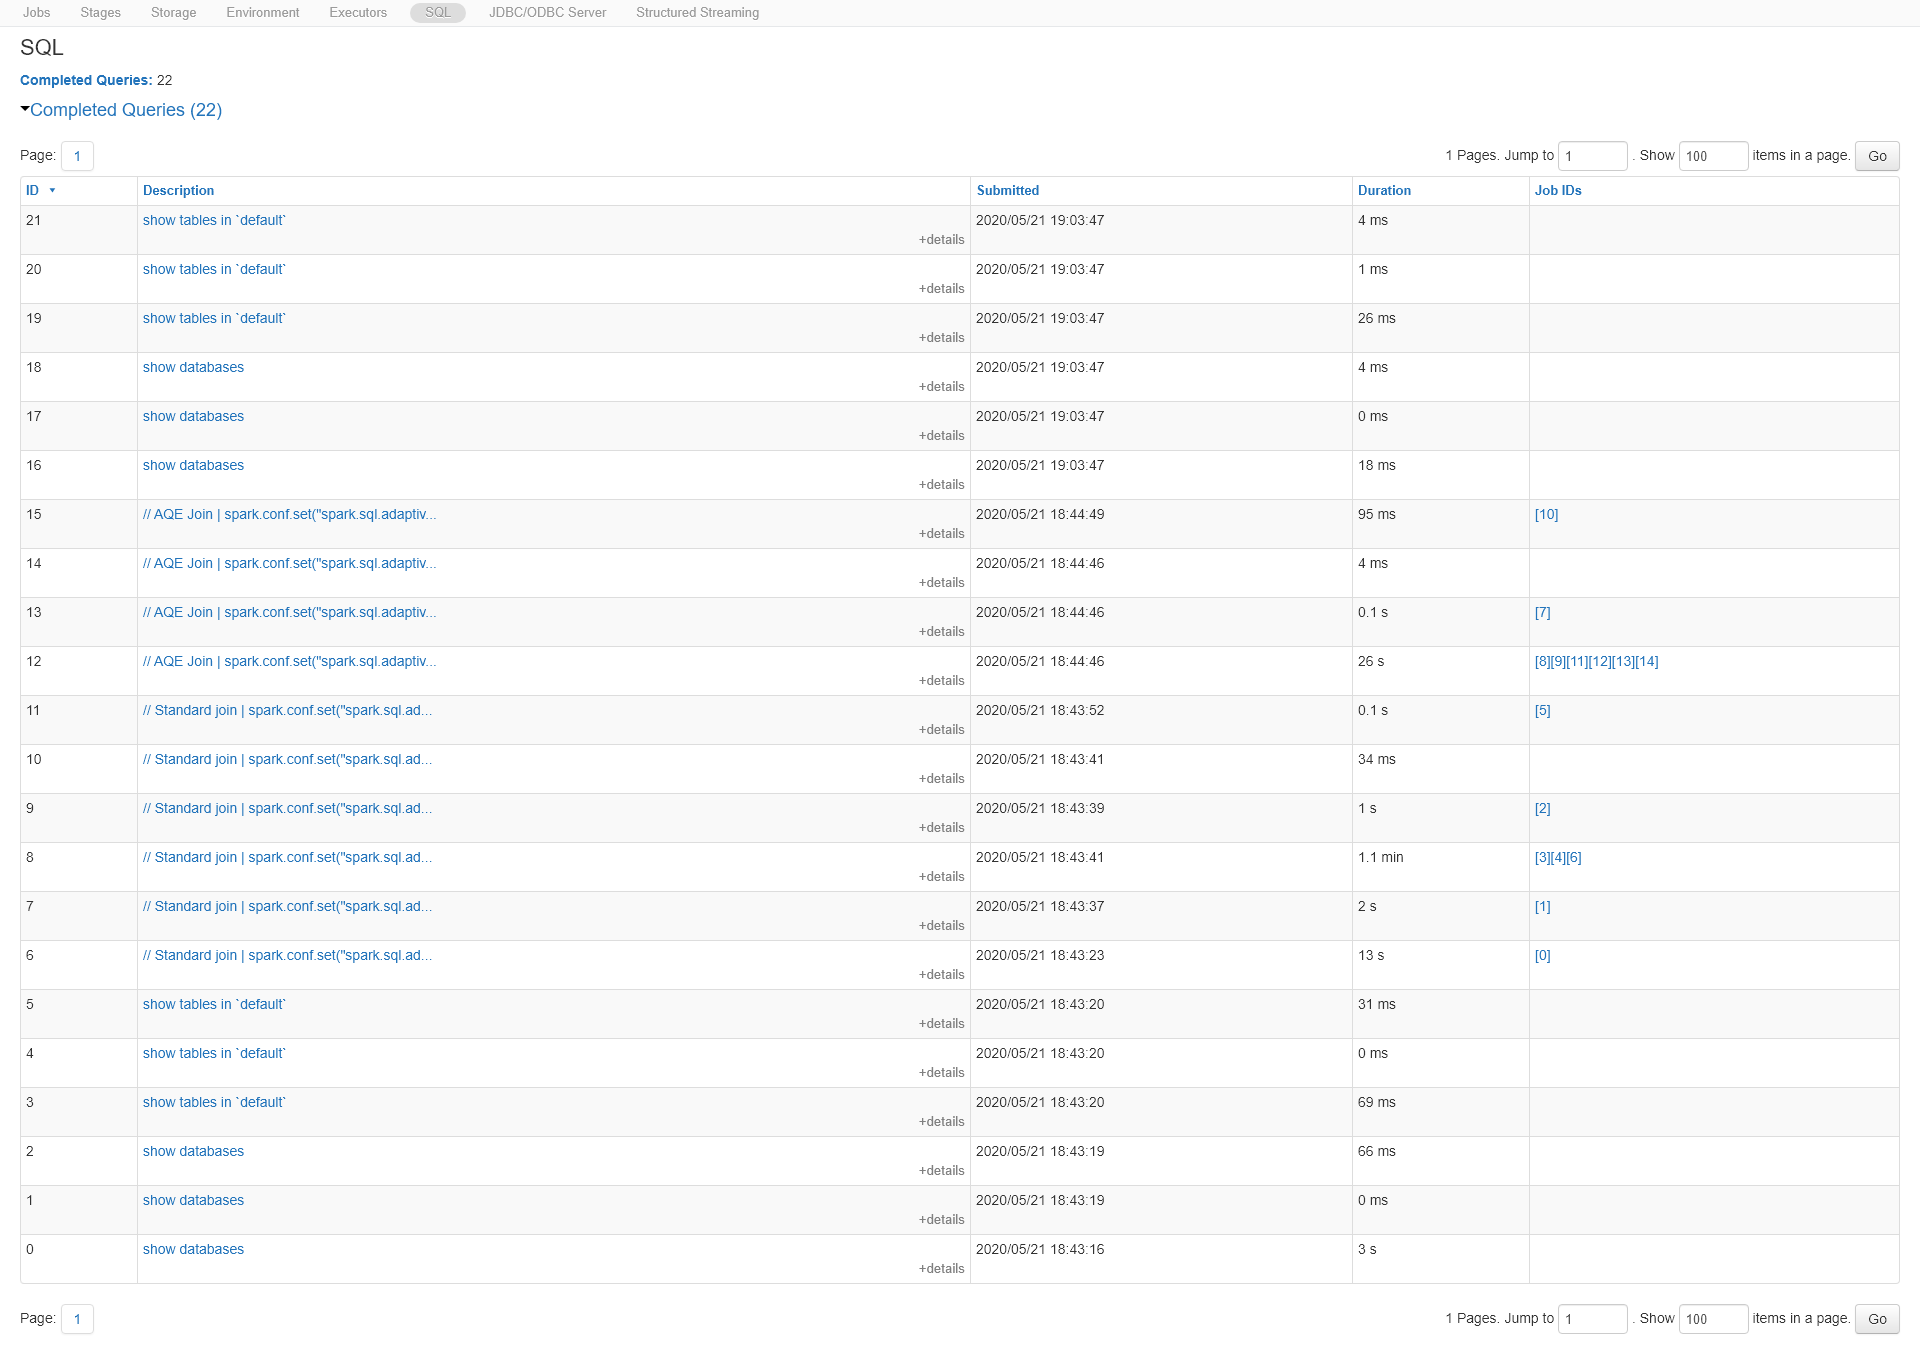 Jobs Stages Storage Environment Executors SQL JDBC/ODBC Server Structured Streaming
SQL
Completed Queries: 22
Completed Queries (22)
Page: 1 1 Pages. Jump to 1 . Show 100 items in a page. Go
ID Description Submitted Duration Job IDs
21 show tables in `default` 2020/05/21 19:03:47 4 ms
+details
20 show tables in `default` 2020/05/21 19:03:47 1 ms
+details
19 show tables in `default` 2020/05/21 19:03:47 26 ms
+details
18 show databases 2020/05/21 19:03:47 4 ms
+details
17 show databases 2020/05/21 19:03:47 0 ms
+details
16 show databases 2020/05/21 19:03:47 18 ms
+details
15 // AQE Join | spark.conf.set("spark.sql.adaptiv... 2020/05/21 18:44:49 95 ms [10]
+details
14 // AQE Join | spark.conf.set("spark.sql.adaptiv... 2020/05/21 18:44:46 4 ms
+details
13 // AQE Join | spark.conf.set("spark.sql.adaptiv... 2020/05/21 18:44:46 0.1 s [7]
+details
12 // AQE Join | spark.conf.set("spark.sql.adaptiv... 2020/05/21 18:44:46 26 s [8][9][11][12][13][14]
+details
11 // Standard join | spark.conf.set("spark.sql.ad... 2020/05/21 18:43:52 0.1 s [5]
+details
10 // Standard join | spark.conf.set("spark.sql.ad... 2020/05/21 18:43:41 34 ms
+details
9 // Standard join | spark.conf.set("spark.sql.ad... 2020/05/21 18:43:39 1 s [2]
+details
8 // Standard join | spark.conf.set("spark.sql.ad... 2020/05/21 18:43:41 1.1 min [3][4][6]
+details
7 // Standard join | spark.conf.set("spark.sql.ad... 2020/05/21 18:43:37 2 s [1]
+details
6 // Standard join | spark.conf.set("spark.sql.ad... 2020/05/21 18:43:23 13 s [0]
+details
5 show tables in `default` 2020/05/21 18:43:20 31 ms
+details
4 show tables in `default` 2020/05/21 18:43:20 0 ms
+details
3 show tables in `default` 2020/05/21 18:43:20 69 ms
+details
2 show databases 2020/05/21 18:43:19 66 ms
+details
1 show databases 2020/05/21 18:43:19 0 ms
+details
0 show databases 2020/05/21 18:43:16 3 s
+details
Page: 1 1 Pages. Jump to 1 . Show 100 items in a page. Go